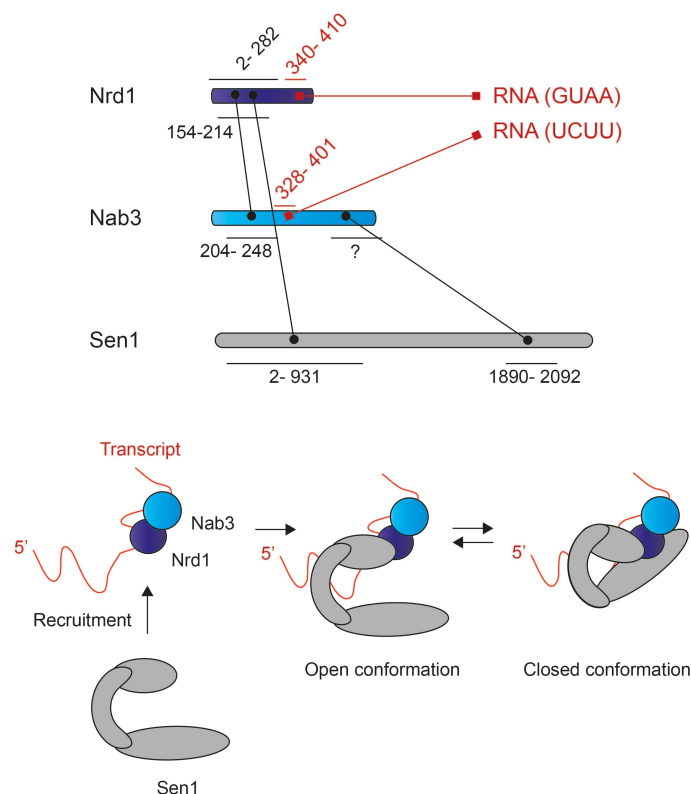 2- 282
340- 410
Nrd1
RNA (GUAA)
154-214
RNA (UCUU)
328- 401
Nab3
204- 248
?
Sen1
2- 931
1890- 2092
Transcript
Nab3
5'
Nrd1
5'
5'
Recruitment
Open conformation
Closed conformation
Sen1